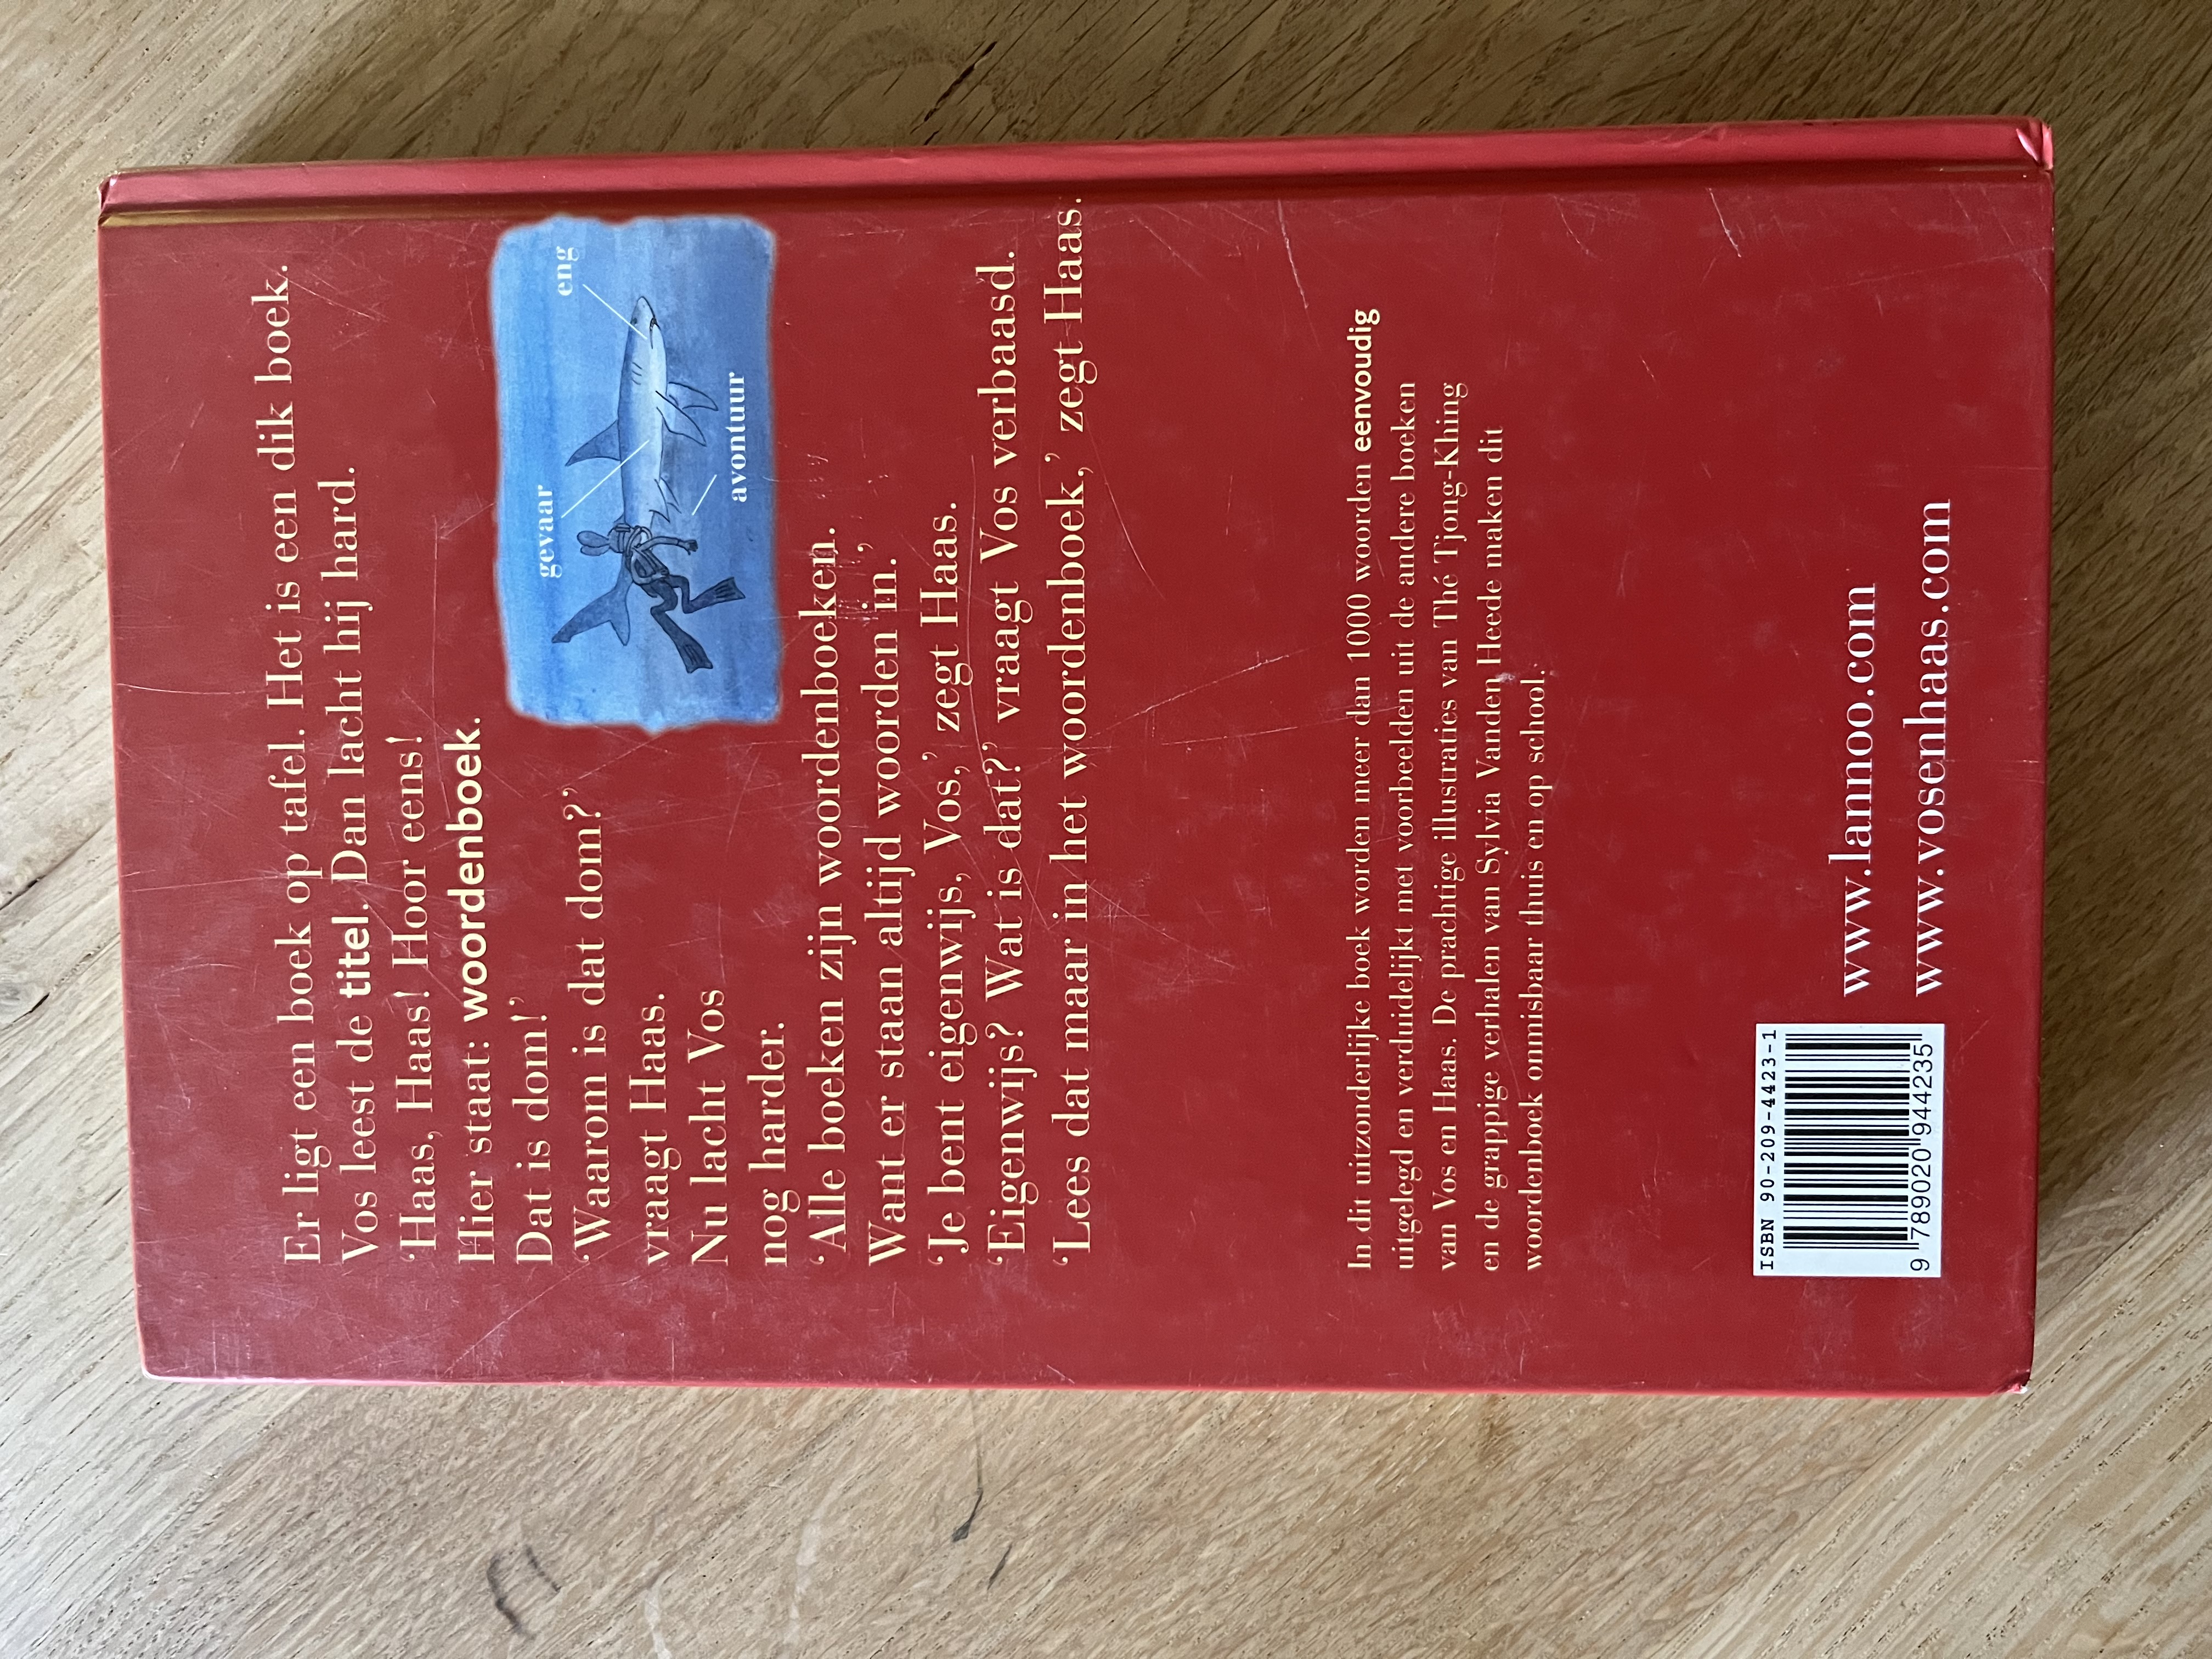 Er ligt een boek op tafel. Het is een dik boek.
Vos leest de titel. Dan lacht hij hard.
‘Haas, Haas! Hoor eens!
Hier staat: woordenboek.
Dat is dom!’
‘Waarom is dat dom?’
vraagt Haas.
Nu lacht Vos
nog harder.
‘Alle boeken zijn woordenboeken.
Want er staan altijd woorden in.’
‘Je bent eigenwijs, Vos,’ zegt Haas.
‘Eigenwijs? Wat is dat?’ vraagt Vos verbaasd.
‘Lees dat maar in het woordenboek,’ zegt Haas.
gevaar
eng
avontuur
In dit uitzonderlijke boek worden meer dan 1000 woorden eenvoudig
uitgelegd en verduidelijkt met voorbeelden uit de andere boeken
van Vos en Haas. De prachtige illustraties van Thé Tjong-Khing
en de grappige verhalen van Sylvia Vanden Heede maken dit
woordenboek onmisbaar thuis en op school.
ISBN 90-209-4423-1
9 789020 944235
www.lannoo.com
www.vosenhaas.com